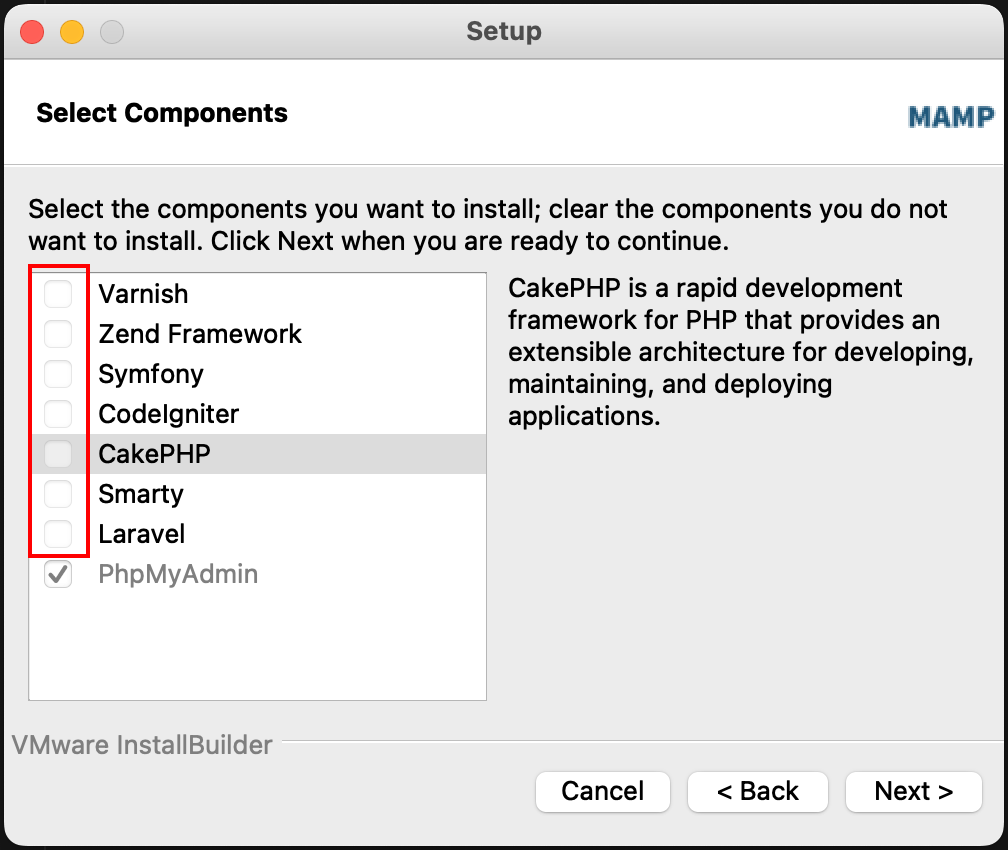 Setup
Select Components
MAMP
Select the components you want to install; clear the components you do not
want to install. Click Next when you are ready to continue.
Varnish
Zend Framework
Symfony
CodeIgniter
CakePHP
Smarty
Laravel
PhpMyAdmin
CakePHP is a rapid development
framework for PHP that provides an
extensible architecture for developing,
maintaining, and deploying
applications.
VMware InstallBuilder
Cancel
< Back
Next >